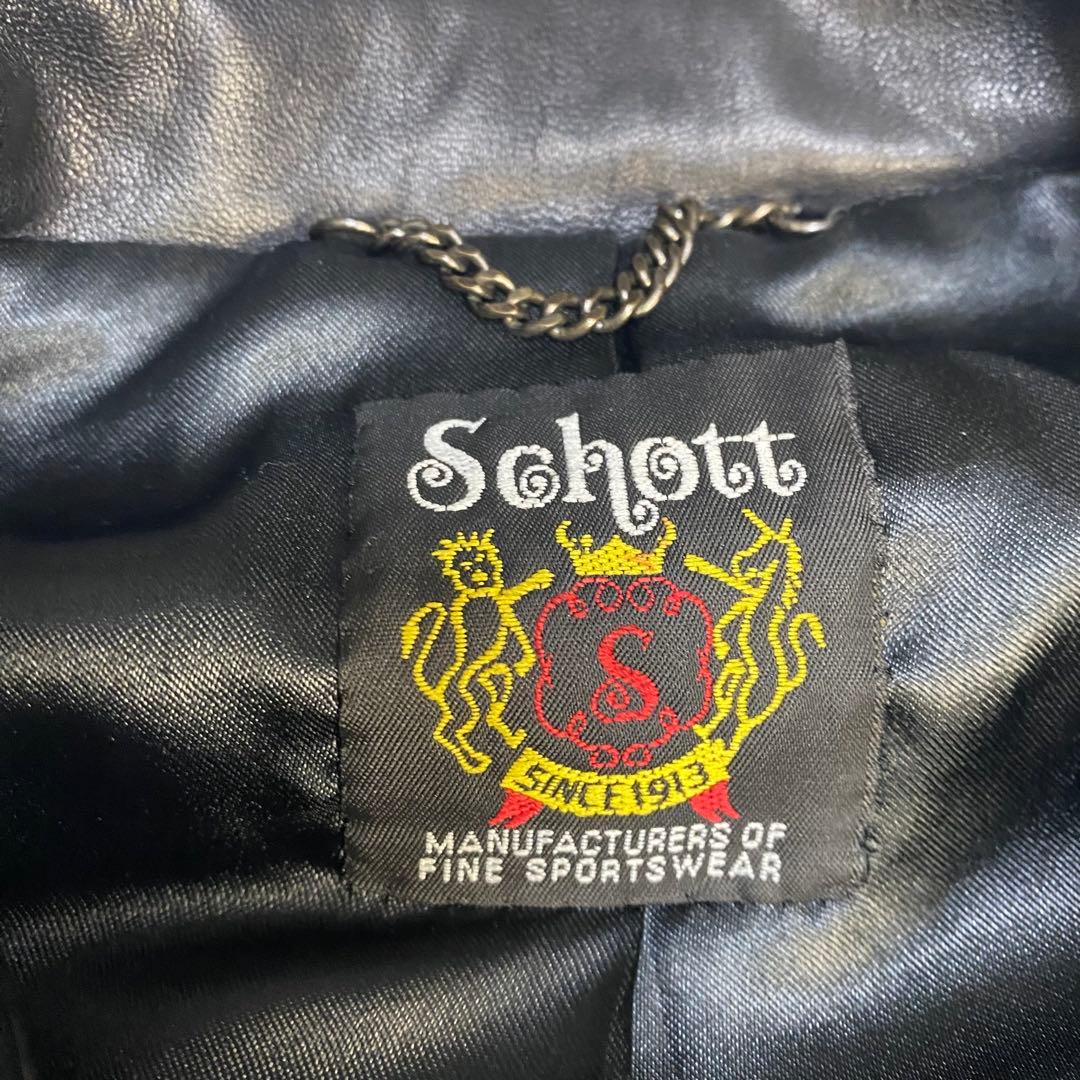 Schott
S
SINCE 1913
MANUFACTURERS OF
FINE SPORTSWEAR